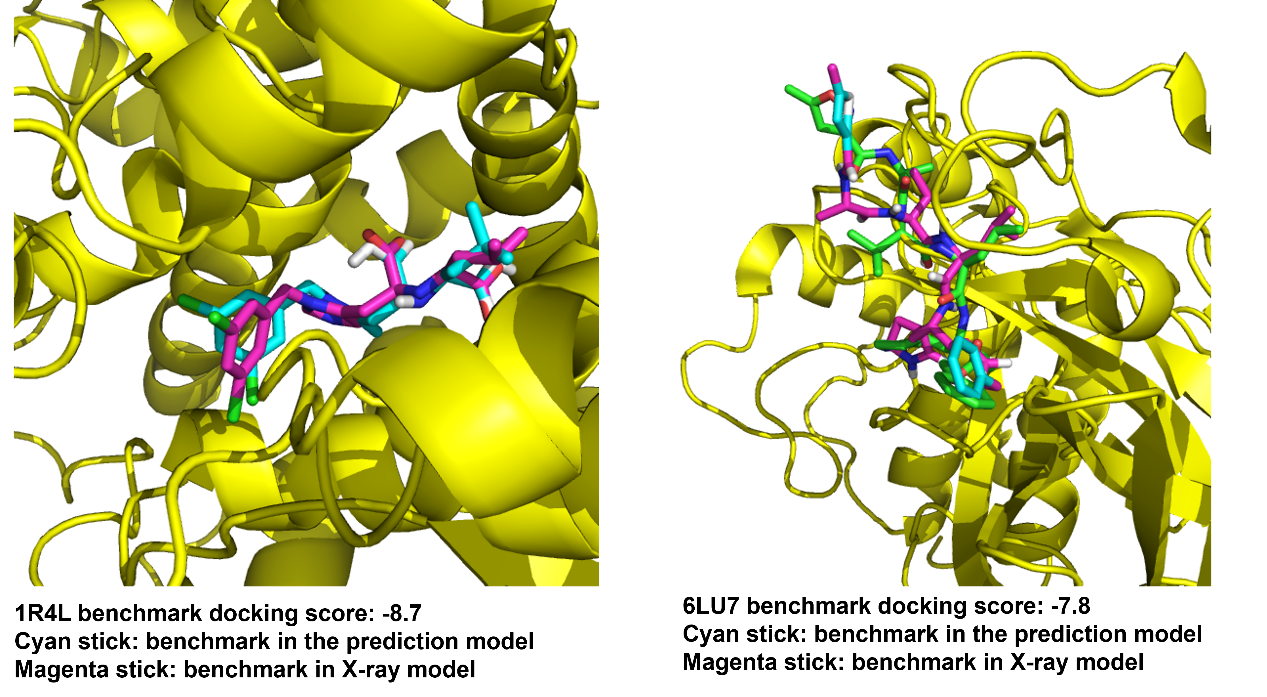 1R4L benchmark docking score: -8.7
Cyan stick: benchmark in the prediction model
Magenta stick: benchmark in X-ray model
6LU7 benchmark docking score: -7.8
Cyan stick: benchmark in the prediction model
Magenta stick: benchmark in X-ray model